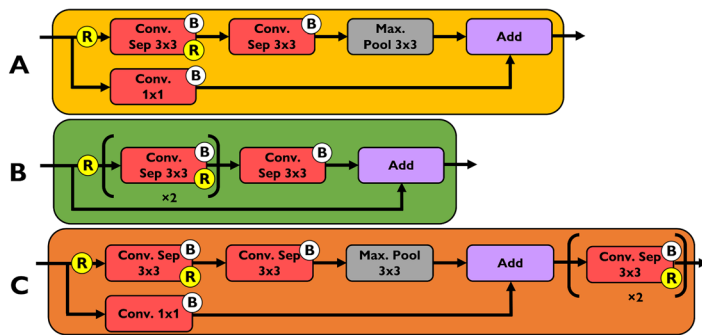 A
R
Conv.
Sep 3x3
B
R
Conv.
Sep 3x3
B
Max.
Pool 3x3
Add
Conv.
1x1
B
B
R
Conv.
Sep 3x3
B
R
×2
Conv.
Sep 3x3
B
Add
C
R
Conv. Sep
3x3
B
R
Conv. Sep
3x3
B
Max. Pool
3x3
Add
Conv. Sep
3x3
B
R
×2
Conv. 1x1
B